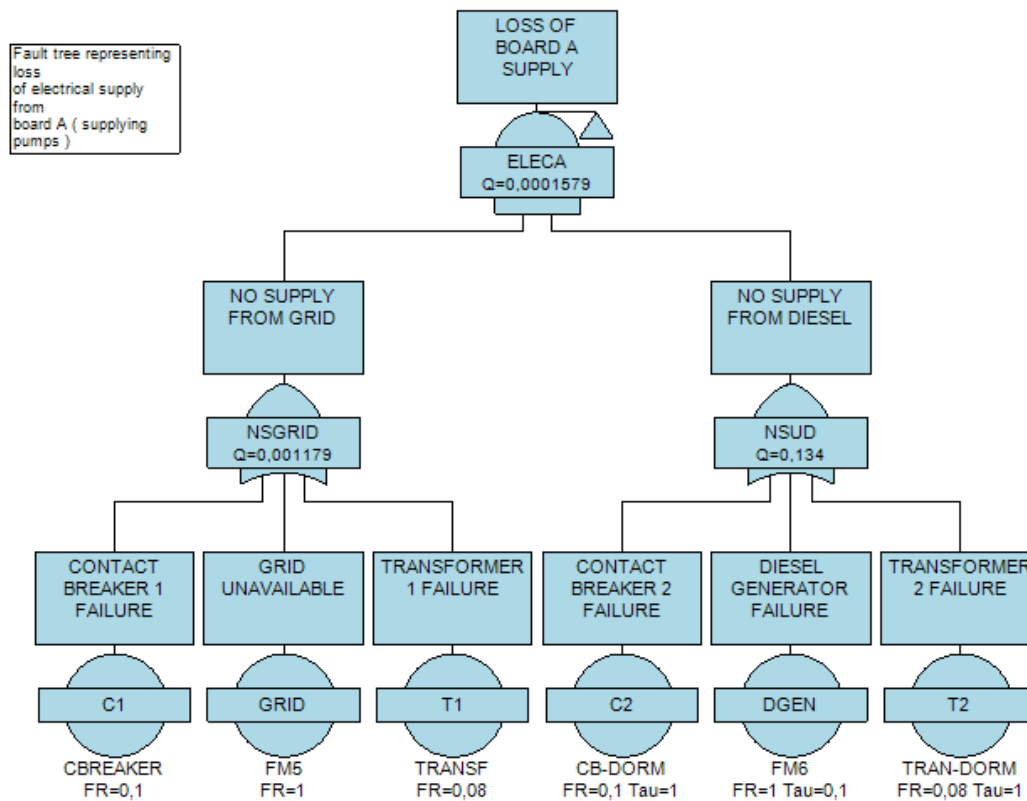 LOSS OF
BOARD A
SUPPLY
Fault tree representing
loss
of electrical supply
from
board A ( supplying
pumps )
ELECA
Q=0,0001579
NO SUPPLY
FROM GRID
NO SUPPLY
FROM DIESEL
NSGRID
Q=0,001179
NSUD
Q=0,134
CONTACT
BREAKER 1
FAILURE
GRID
UNAVAILABLE
TRANSFORMER
1 FAILURE
CONTACT
BREAKER 2
FAILURE
DIESEL
GENERATOR
FAILURE
TRANSFORMER
2 FAILURE
C1
GRID
T1
C2
DGEN
T2
CBREAKER
FR=0,1
FM5
FR=1
TRANSF
FR=0,08
CB-DORM
FR=0,1 Tau=1
FM6
FR=1 Tau=0,1
TRAN-DORM
FR=0,08 Tau=1